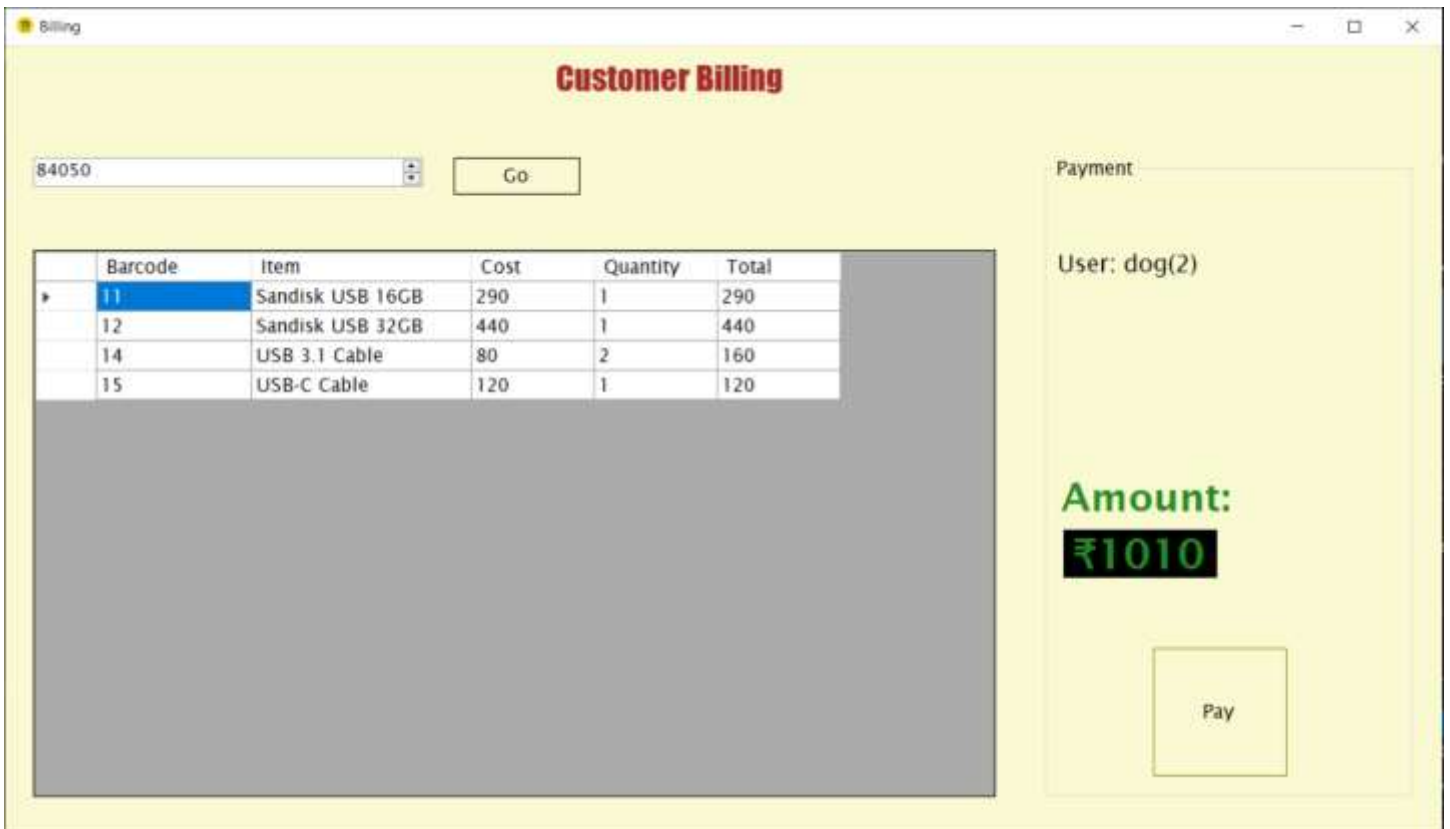 Billing
Customer Billing
84050
Go
Barcode Item Cost Quantity Total
11 Sandisk USB 16GB 290 1 290
12 Sandisk USB 32GB 440 1 440
14 USB 3.1 Cable 80 2 160
15 USB-C Cable 120 1 120
Payment
User: dog(2)
Amount:
₹1010
Pay